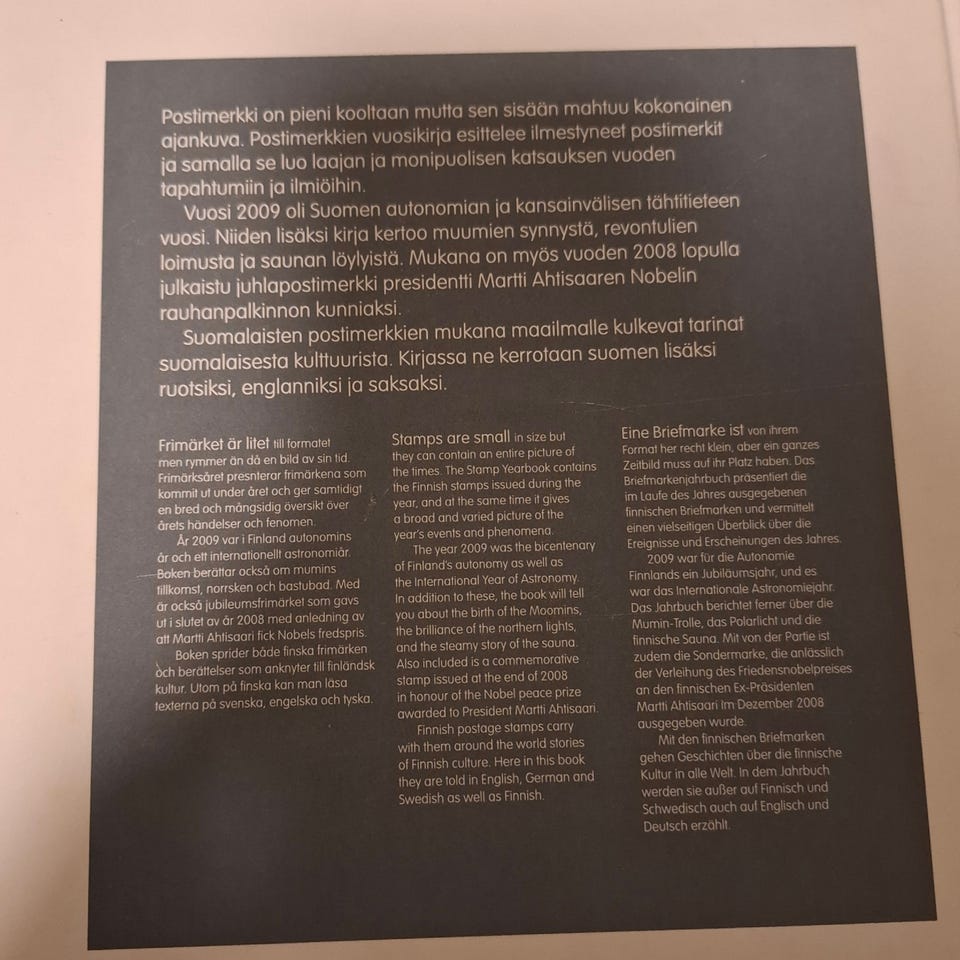 Postimerkki on pieni kooltaan mutta sen sisään mahtuu kokonainen
ajankuva. Postimerkkien vuosikirja esittelee ilmestyneet postimerkit
ja samalla se luo laajan ja monipuolisen katsauksen vuoden
tapahtumiin ja ilmiöihin.
Vuosi 2009 oli Suomen autonomian ja kansainvälisen tähtitieteen
vuosi. Niiden lisäksi kirja kertoo muumien synnystä, revontulien
loimusta ja saunan löylyistä. Mukana on myös vuoden 2008 lopulla
julkaistu juhlapostimerkki presidentti Martti Ahtisaaren Nobelin
rauhanpalkinnon kunniaksi.
Suomalaisten postimerkkien mukana maailmalle kulkevat tarinat
suomalaisesta kulttuurista. Kirjassa ne kerrotaan suomen lisäksi
ruotsiksi, englanniksi ja saksaksi.
Frimärket är litet till formatet
men rymmer än då en bild av sin tid.
Frimärksåret presnterar frimärkena som
kommit ut under året och ger samtidigt
en bred och mångsidig översikt över
årets händelser och fenomen.
År 2009 var i Finland autonomins
år och ett internationellt astronomiår.
Boken berättar också om mumins
tillkomst, norrsken och bastubad. Med
är också jubileumsfrimärket som gavs
ut i slutet av år 2008 med anledning av
att Martti Ahtisaari fick Nobels fredspris.
Boken sprider både finska frimärken
och berättelser som anknyter till finländsk
kultur. Utom på finska kan man läsa
texterna på svenska, engelska och tyska.
Stamps are small in size but
they can contain an entire picture of
the times. The Stamp Yearbook contains
the Finnish stamps issued during the
year, and at the same time it gives
a broad and varied picture of the
year's events and phenomena.
The year 2009 was the bicentenary
of Finland's autonomy as well as
the International Year of Astronomy.
In addition to these, the book will tell
you about the birth of the Moomins,
the brilliance of the northern lights,
and the steamy story of the sauna.
Also included is a commemorative
stamp issued at the end of 2008
in honour of the Nobel peace prize
awarded to President Martti Ahtisaari.
Finnish postage stamps carry
with them around the world stories
of Finnish culture. Here in this book
they are told in English, German and
Swedish as well as Finnish.
Eine Briefmarke ist von ihrem
Format her recht klein, aber ein ganzes
Zeitbild muss auf ihr Platz haben. Das
Briefmarkenjahrbuch präsentiert die
im Laufe des Jahres ausgegebenen
finnischen Briefmarken und vermittelt
einen vielseitigen Überblick über die
Ereignisse und Erscheinungen des Jahres.
2009 war für die Autonomie
Finnlands ein Jubiläumsjahr, und es
war das Internationale Astronomiejahr.
Das Jahrbuch berichtet ferner über die
Mumin-Trolle, das Polarlicht und die
finnische Sauna. Mit von der Partie ist
zudem die Sondermarke, die anlässlich
der Verleihung des Friedensnobelpreises
an den finnischen Ex-Präsidenten
Martti Ahtisaari im Dezember 2008
ausgegeben wurde.
Mit den finnischen Briefmarken
gehen Geschichten über die finnische
Kultur in alle Welt. In dem Jahrbuch
werden sie außer auf Finnisch und
Schwedisch auch auf Englisch und
Deutsch erzählt.